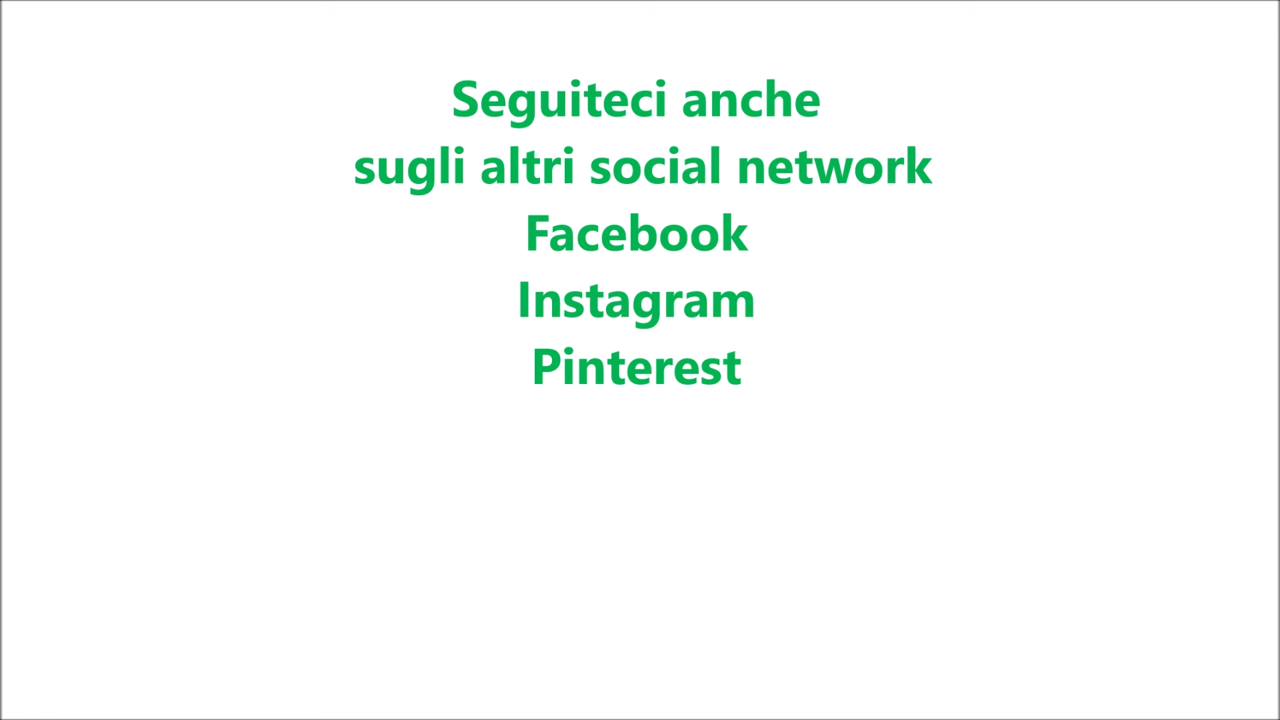 Seguiteci anche
sugli altri social network
Facebook
Instagram
Pinterest